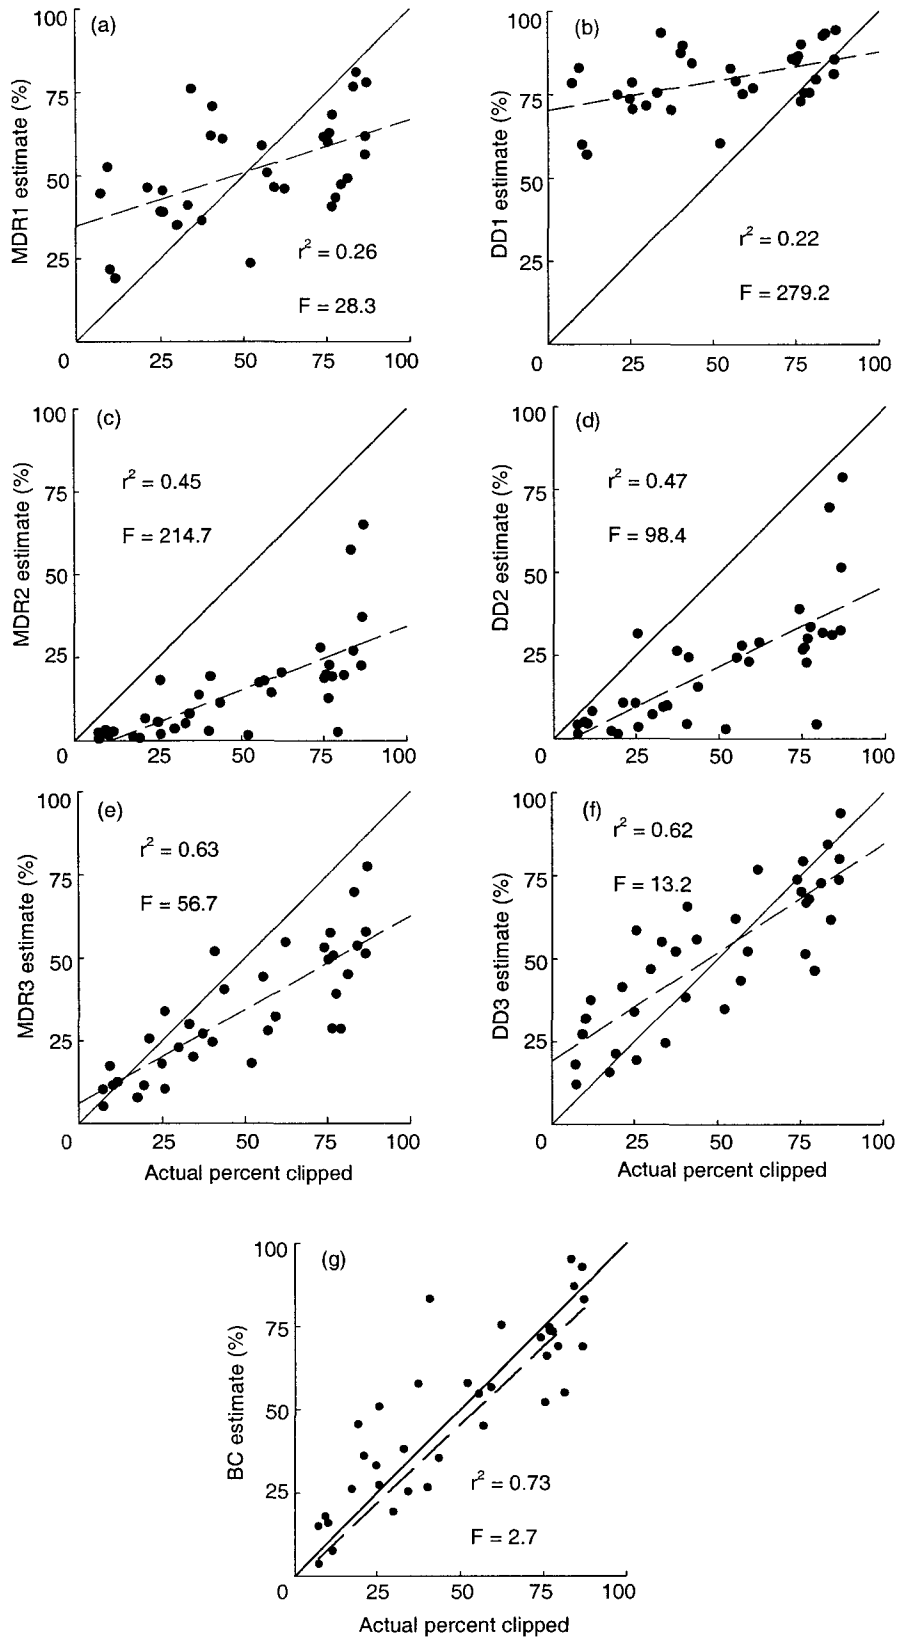 (a)
MDR1 estimate (%)
100
75
50
25
0
25
50
75
100
r² = 0.26
F = 28.3
(b)
DD1 estimate (%)
100
75
50
25
0
25
50
75
100
r² = 0.22
F = 279.2
(c)
MDR2 estimate (%)
100
75
50
25
0
25
50
75
100
r² = 0.45
F = 214.7
(d)
DD2 estimate (%)
100
75
50
25
0
25
50
75
100
r² = 0.47
F = 98.4
(e)
MDR3 estimate (%)
100
75
50
25
0
25
50
75
100
r² = 0.63
F = 56.7
Actual percent clipped
(f)
DD3 estimate (%)
100
75
50
25
0
25
50
75
100
r² = 0.62
F = 13.2
Actual percent clipped
(g)
BC estimate (%)
100
75
50
25
0
25
50
75
100
r² = 0.73
F = 2.7
Actual percent clipped